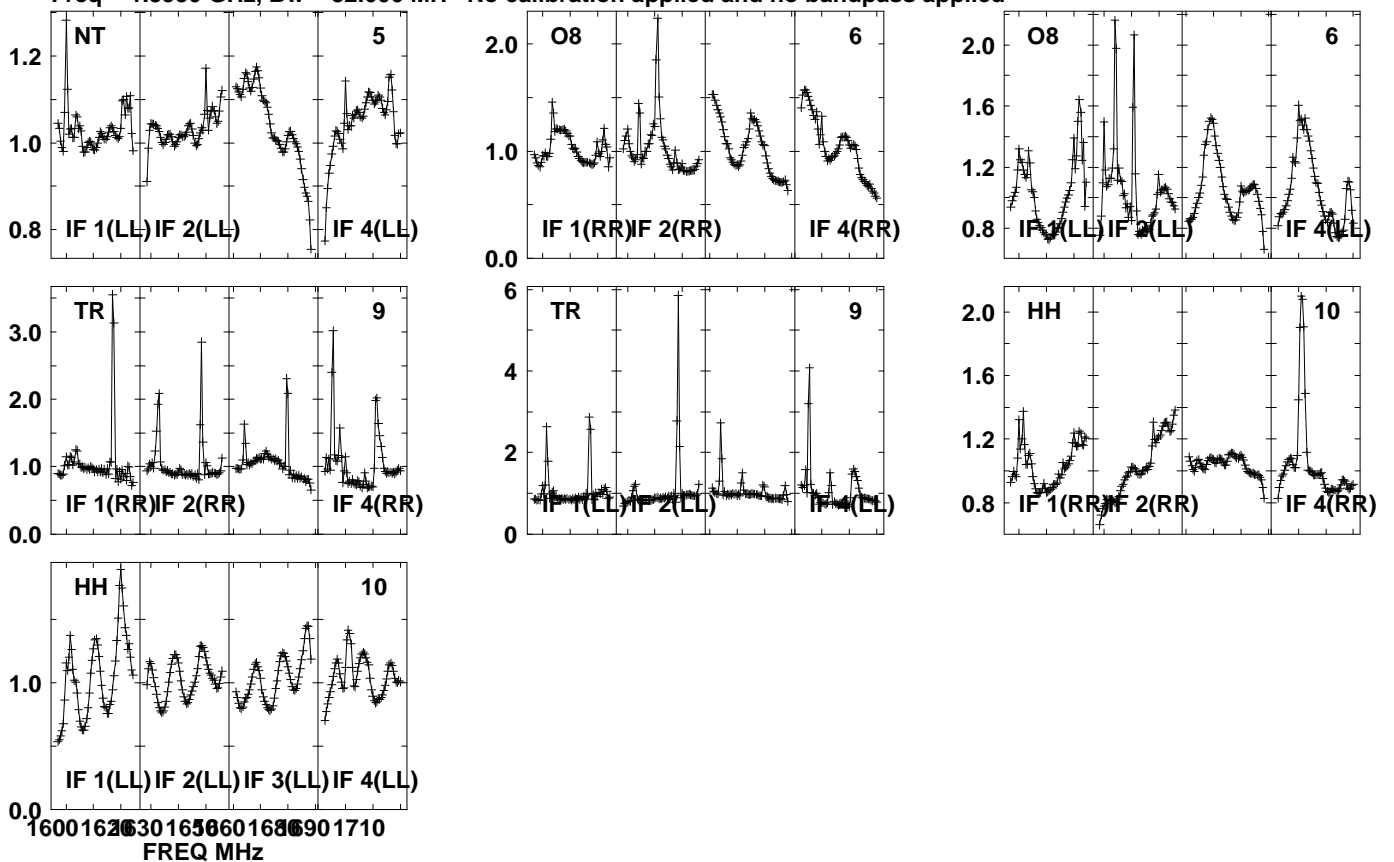 No calibration applied and no bandpass applied
NT 5
1.2
1.0
0.8
IF 1(LL) IF 2(LL) IF 4(LL)
O8 6
2.0
1.0
0.0
IF 1(RR) IF 2(RR) IF 4(RR)
O8 6
2.0
1.6
1.2
0.8
IF 1(LL) IF 2(LL) IF 4(LL)
TR 9
3.0
2.0
1.0
0.0
IF 1(RR) IF 2(RR) IF 4(RR)
TR 9
6
4
2
0
IF 1(LL) IF 2(LL) IF 4(LL)
HH 10
2.0
1.6
1.2
0.8
IF 1(RR) IF 2(RR) IF 4(RR)
HH 10
1.0
0.0
IF 1(LL) IF 2(LL) IF 3(LL) IF 4(LL)
1600 1620 1630 1650 1660 1680 1690 1710
FREQ MHz